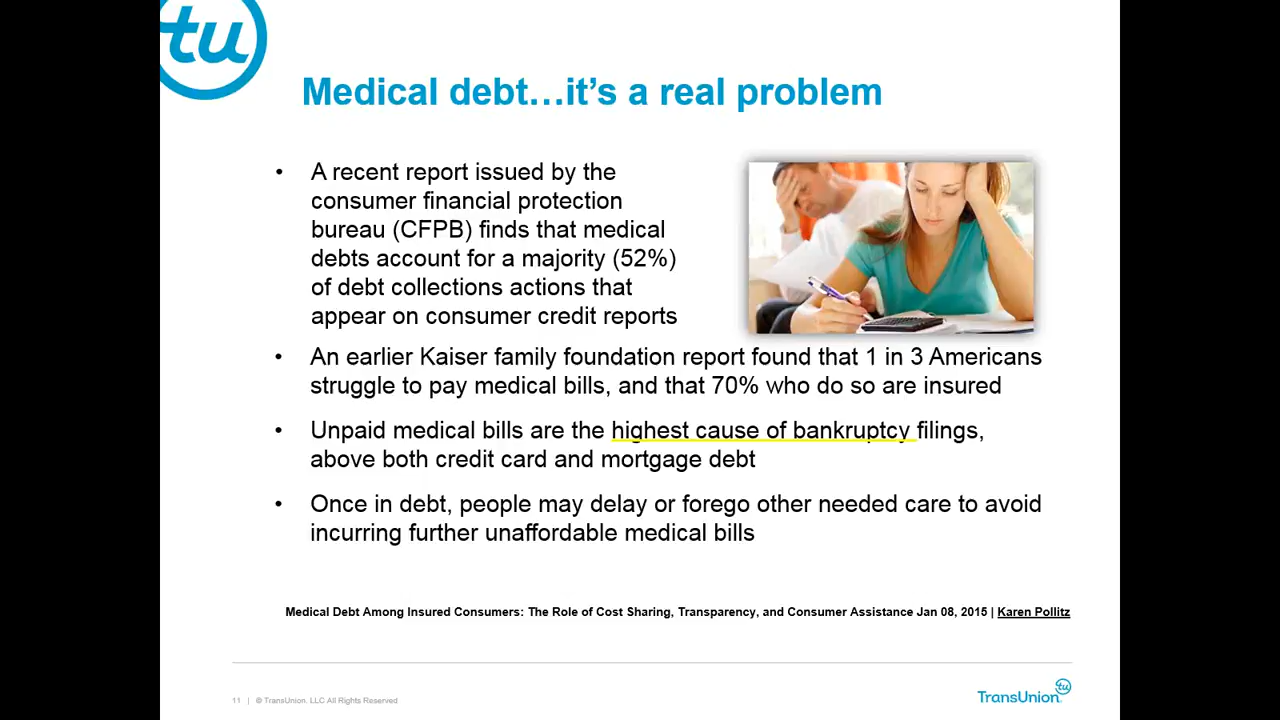 tu
Medical debt…it's a real problem
• A recent report issued by the
consumer financial protection
bureau (CFPB) finds that medical
debts account for a majority (52%)
of debt collections actions that
appear on consumer credit reports
• An earlier Kaiser family foundation report found that 1 in 3 Americans
struggle to pay medical bills, and that 70% who do so are insured
• Unpaid medical bills are the highest cause of bankruptcy filings,
above both credit card and mortgage debt
• Once in debt, people may delay or forego other needed care to avoid
incurring further unaffordable medical bills
Medical Debt Among Insured Consumers: The Role of Cost Sharing, Transparency, and Consumer Assistance Jan 08, 2015 | Karen Pollitz
11 | © TransUnion. LLC All Rights Reserved
TransUnion tu